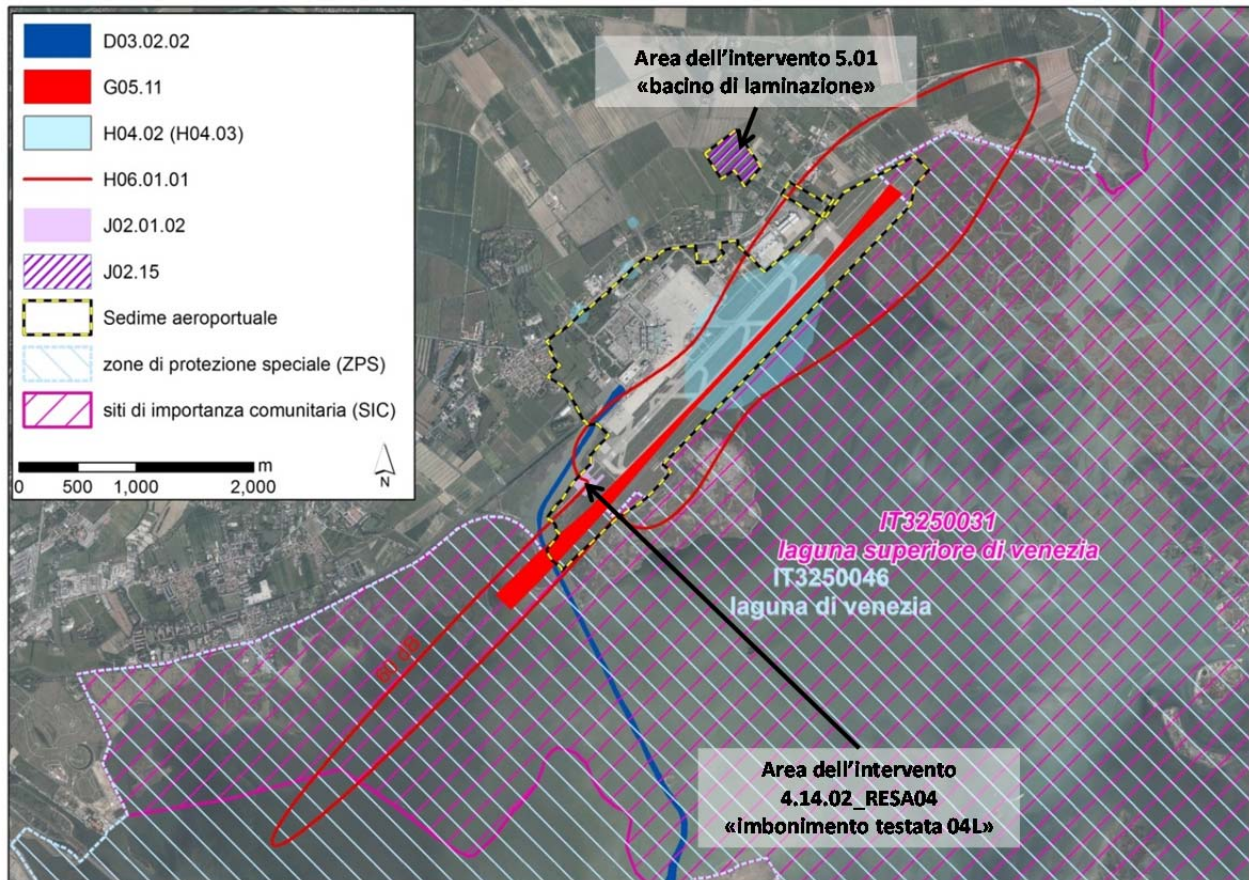 D03.02.02
G05.11
H04.02 (H04.03)
H06.01.01
J02.01.02
J02.15
Sedime aeroportuale
zone di protezione speciale (ZPS)
siti di importanza comunitaria (SIC)
m
0 500 1,000 2,000
N
Area dell'intervento 5.01
«bacino di laminazione»
IT3250031
laguna superiore di venezia
IT3250046
laguna di venezia
60 dB
Area dell'intervento
4.14.02_RESA04
«imbonimento testata 04L»